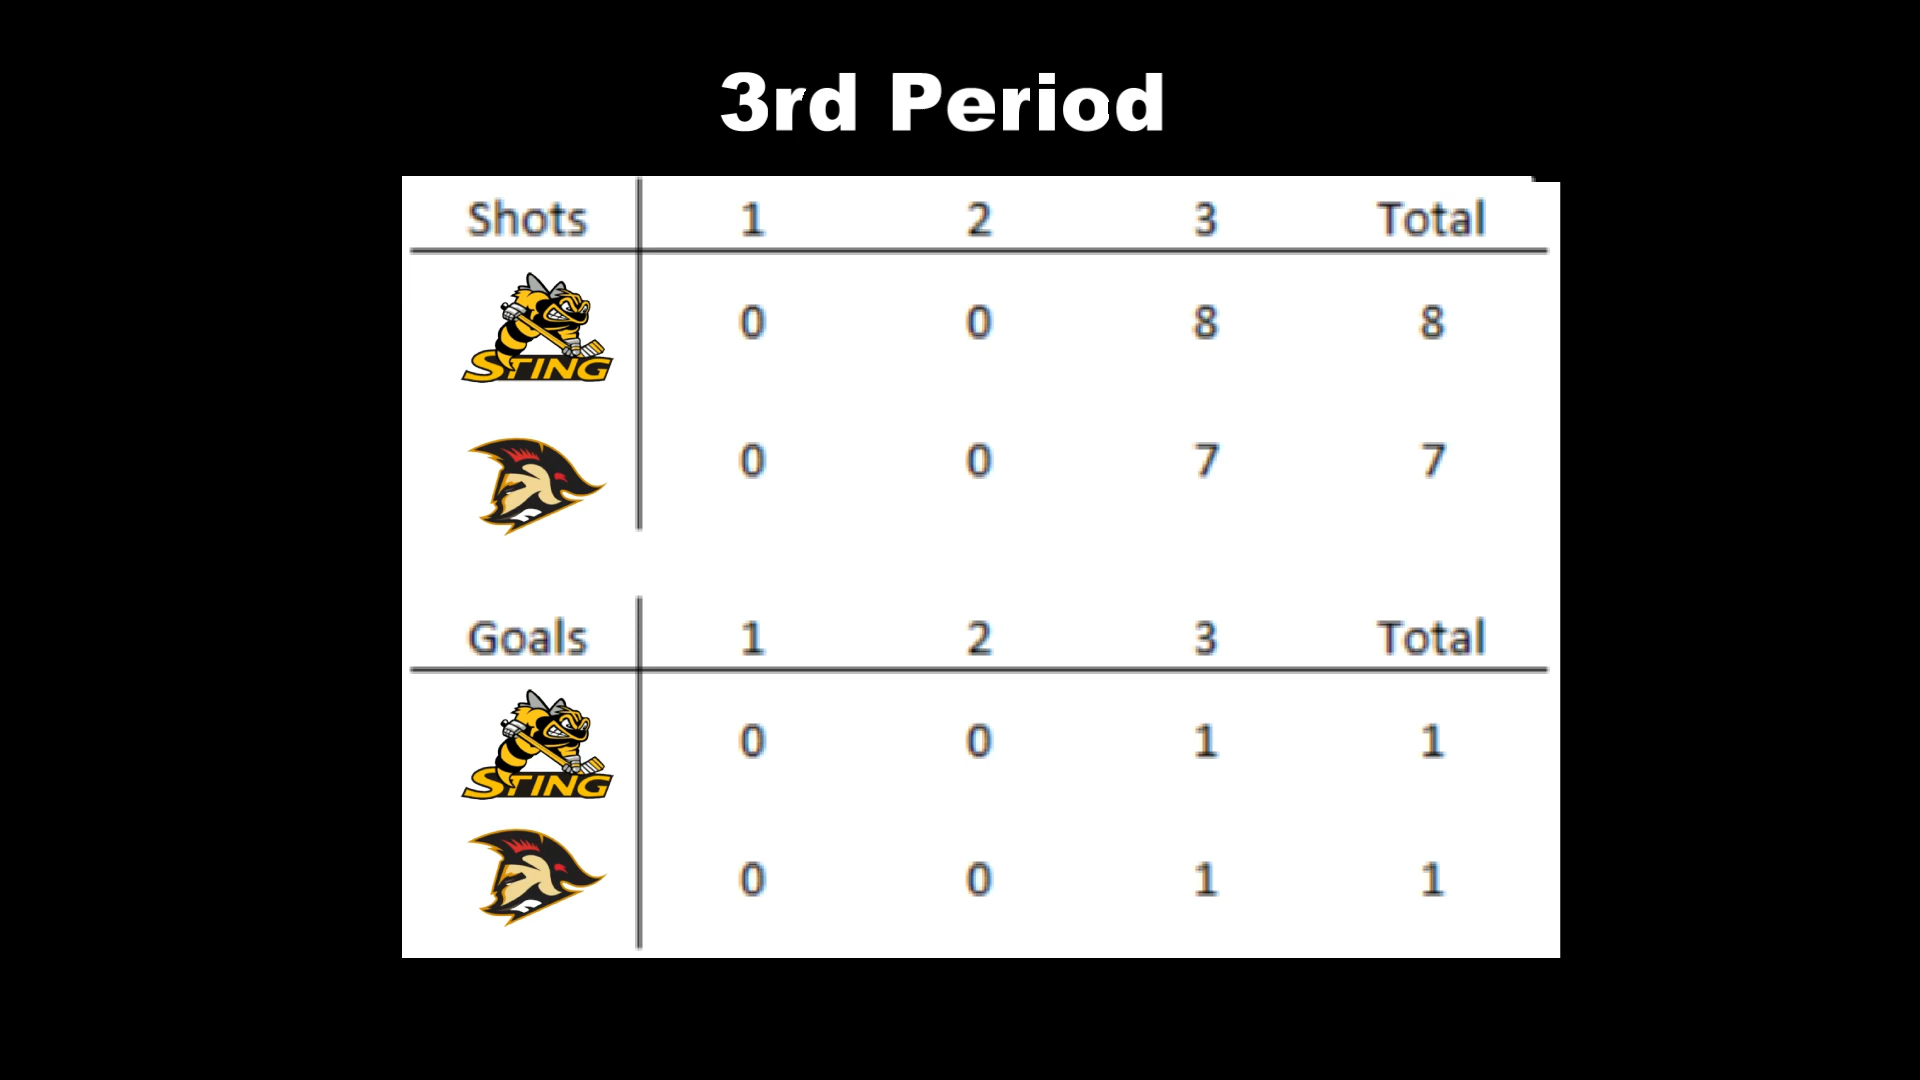 3rd Period
Shots 1 2 3 Total
STING 0 0 8 8
0 0 7 7
Goals 1 2 3 Total
STING 0 0 1 1
0 0 1 1